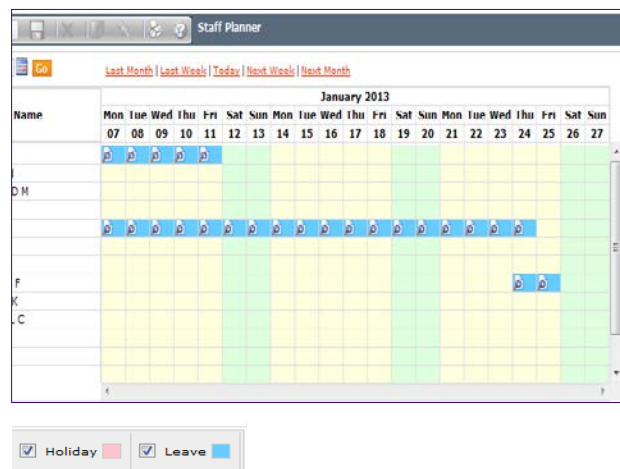 Staff Planner
Go
Last Month | Last Week | Today | Next Week | Next Month
January 2013
Name Mon Tue Wed Thu Fri Sat Sun Mon Tue Wed Thu Fri Sat Sun Mon Tue Wed Thu Fri Sat Sun
07 08 09 10 11 12 13 14 15 16 17 18 19 20 21 22 23 24 25 26 27
D M
F
K
. C
Holiday
Leave